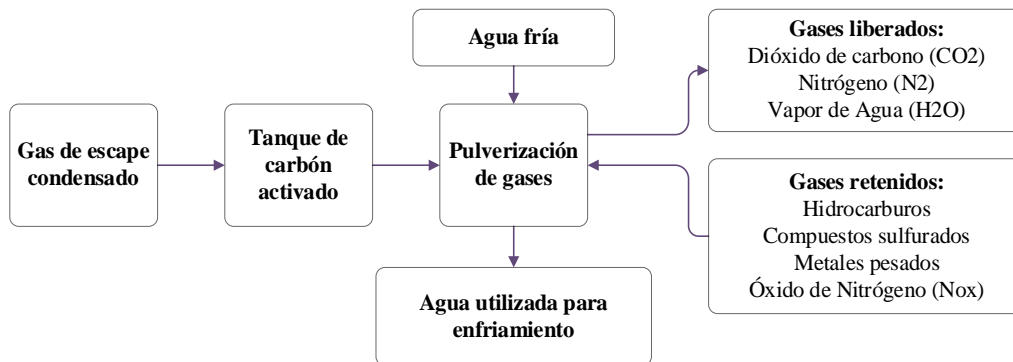 Agua fría
Gases liberados:
Dióxido de carbono (CO2)
Nitrógeno (N2)
Vapor de Agua (H2O)
Gas de escape
condensado
Tanque de
carbón
activado
Pulverización
de gases
Gases retenidos:
Hidrocarburos
Compuestos sulfurados
Metales pesados
Óxido de Nitrógeno (Nox)
Agua utilizada para
enfriamiento